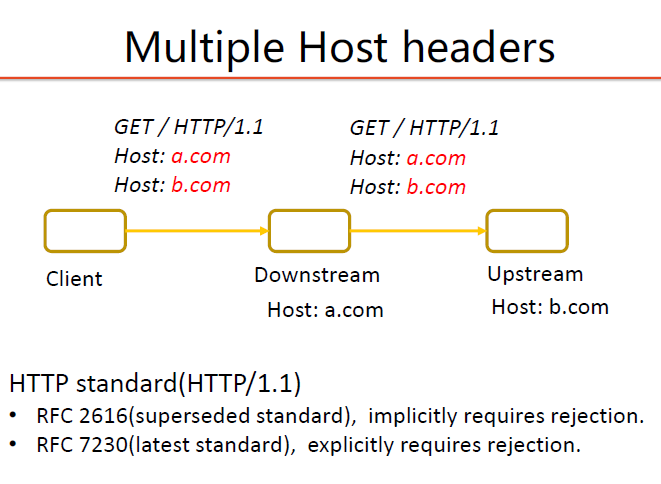 Multiple Host headers
GET / HTTP/1.1
Host: a.com
Host: b.com
GET / HTTP/1.1
Host: a.com
Host: b.com
Client
Downstream
Host: a.com
Upstream
Host: b.com
HTTP standard(HTTP/1.1)
• RFC 2616(superseded standard), implicitly requires rejection.
• RFC 7230(latest standard), explicitly requires rejection.